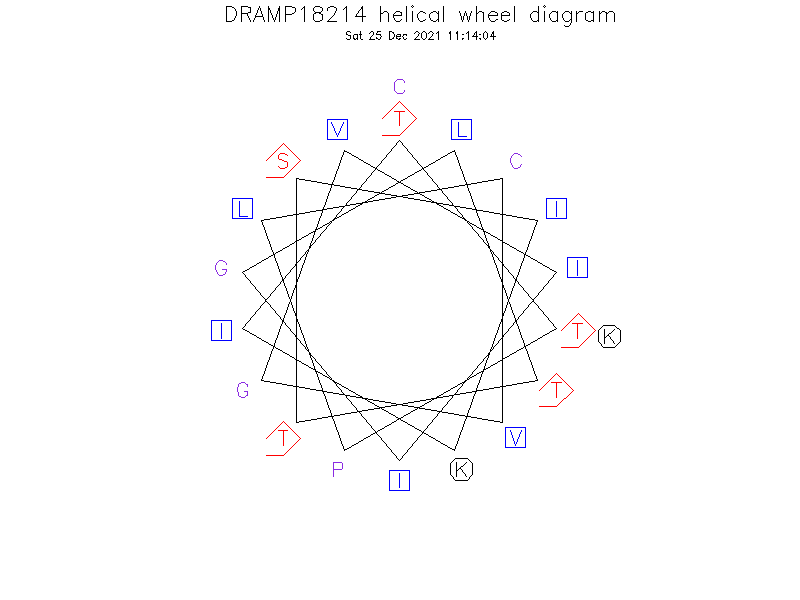 DRAMP18214 helical wheel diagram
Sat 25 Dec 2021 11:14:04
C
V T L
S C
L I
G I
I T K
G T
T V
P K
I